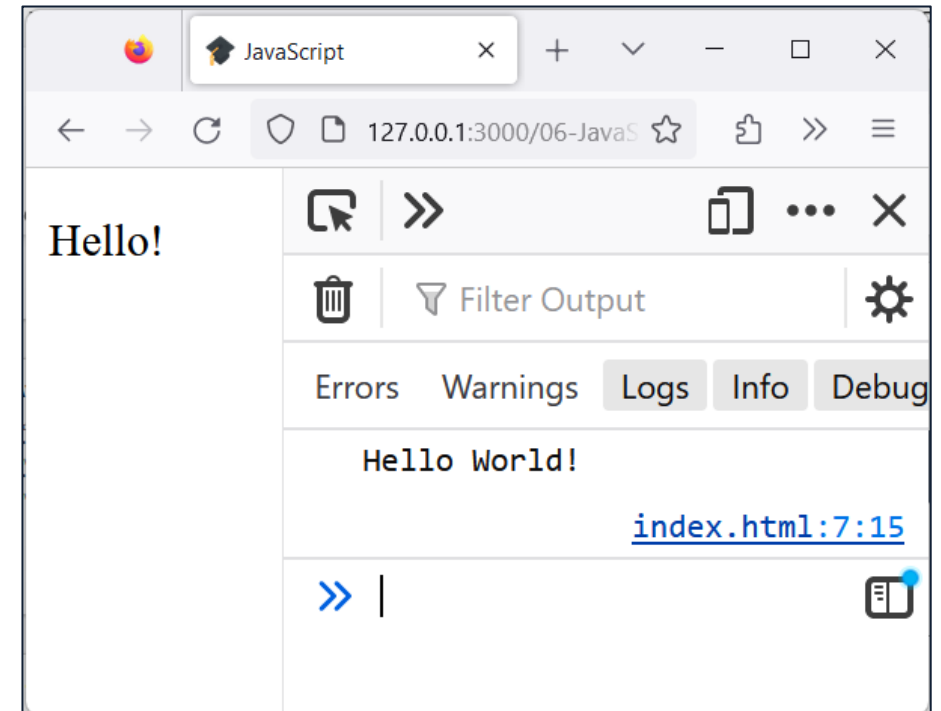 JavaScript
127.0.0.1:3000/06-JavaS
Hello!
Filter Output
Errors Warnings Logs Info Debug
Hello World!
index.html:7:15